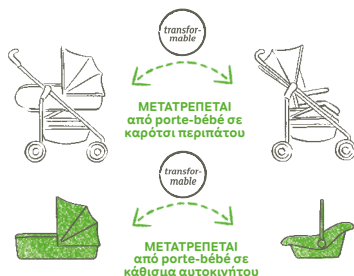 transfor-
mable
ΜΕΤΑΤΡΕΠΕΤΑΙ
από porte-bébé σε
καρότσι περιπάτου
transfor-
mable
ΜΕΤΑΤΡΕΠΕΤΑΙ
από porte-bébé σε
κάθισμα αυτοκινήτου